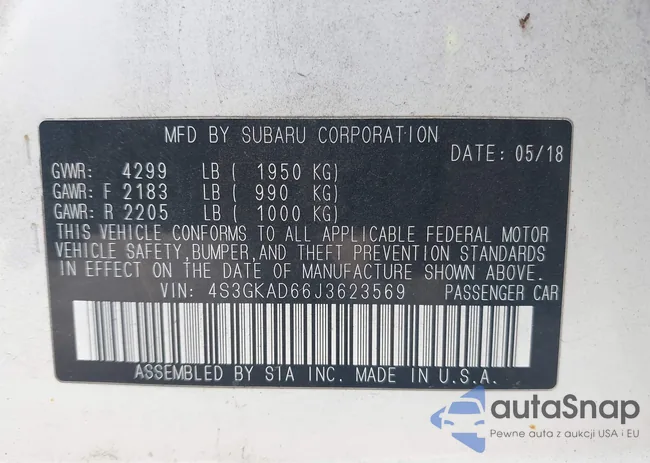 MFD BY SUBARU CORPORATION
DATE: 05/18
GVWR: 4299 LB ( 1950 KG)
GAWR: F 2183 LB ( 990 KG)
GAWR: R 2205 LB ( 1000 KG)
THIS VEHICLE CONFORMS TO ALL APPLICABLE FEDERAL MOTOR
VEHICLE SAFETY,BUMPER,AND THEFT PREVENTION STANDARDS
IN EFFECT ON THE DATE OF MANUFACTURE SHOWN ABOVE.
VIN: 4S3GKAD66J3623569 PASSENGER CAR
ASSEMBLED BY SIA INC. MADE IN U.S.A.
autaSnap
Pewne auta z aukcji USA i EU